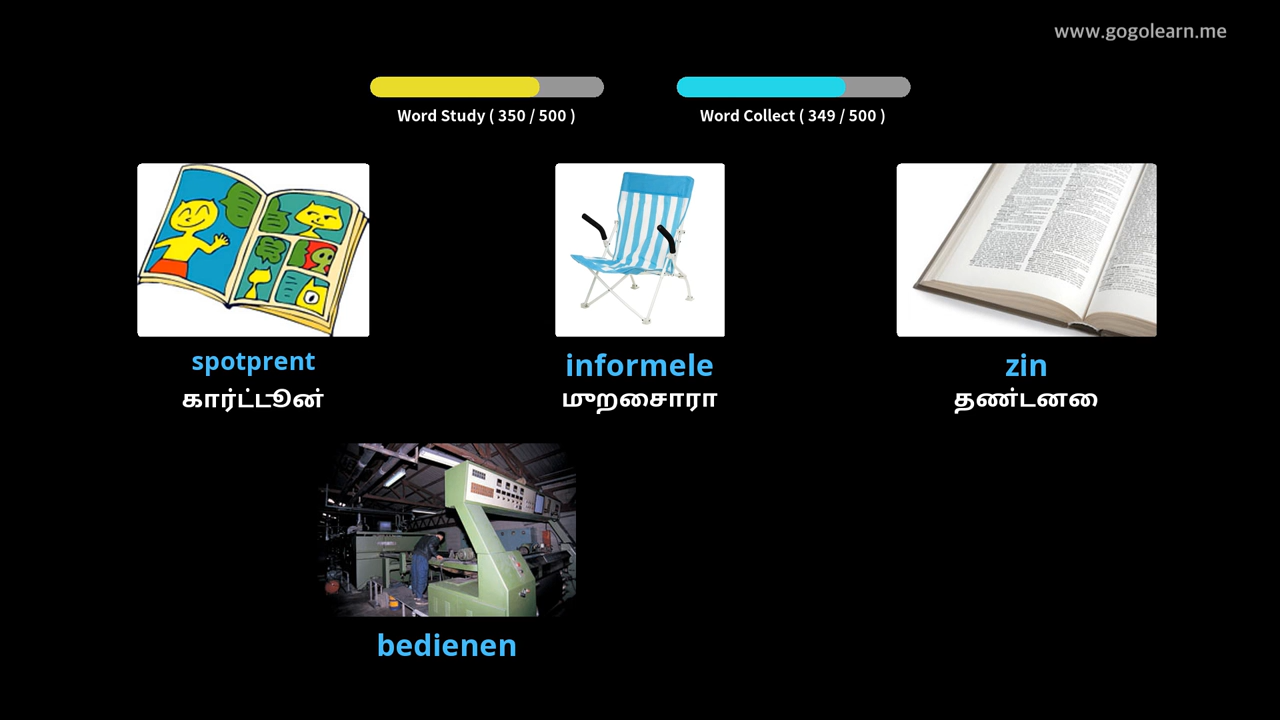 www.gogolearn.me
Word Study ( 350 / 500 )
Word Collect ( 349 / 500 )
spotprent
கார்ட்டூன்
informele
முறைசாரா
zin
தண்டனை
bedienen